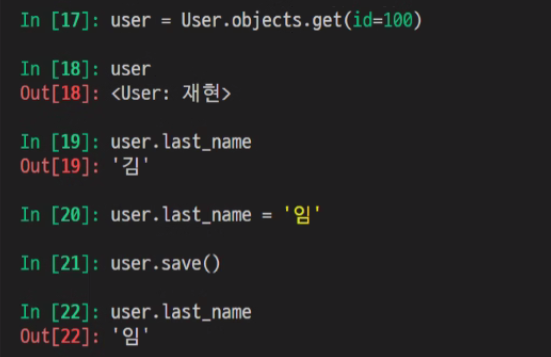 In [17]: user = User.objects.get(id=100)
In [18]: user
Out[18]: <User: 재현>
In [19]: user.last_name
Out[19]: '김'
In [20]: user.last_name = '임'
In [21]: user.save()
In [22]: user.last_name
Out[22]: '임'